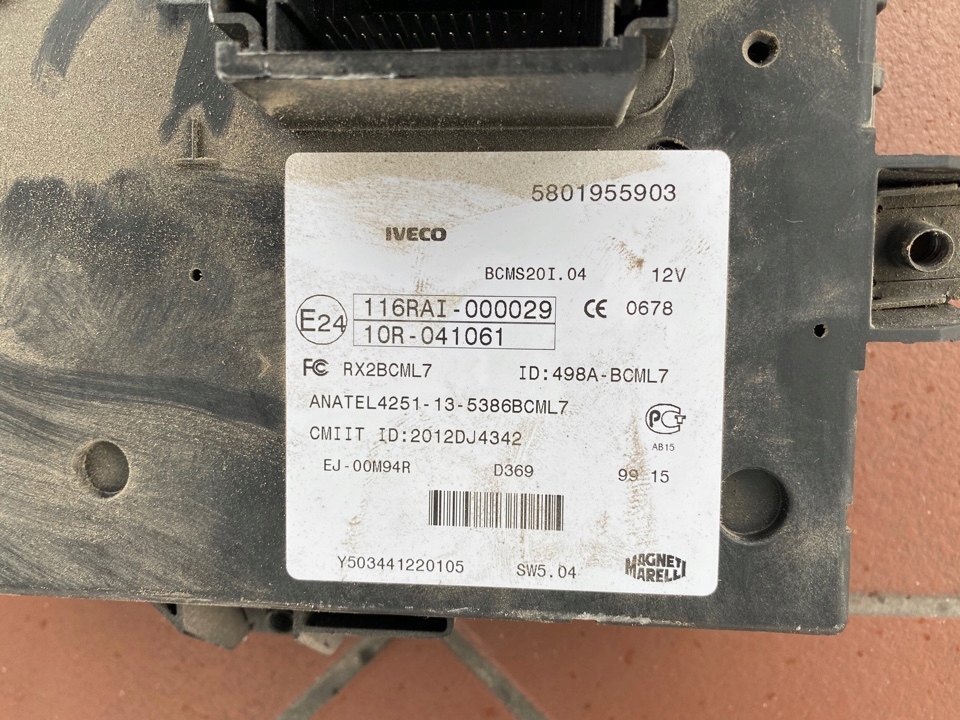 5801955903
IVECO
BCMS20I.04 12V
E24 116RAI-000029 CE 0678
10R-041061
FC RX2BCML7 ID:498A-BCML7
ANATEL4251-13-5386BCML7
CMIIT ID:2012DJ4342
PCT
AB15
EJ-00M94R D369 99 15
Y503441220105 SW5.04 MAGNETI MARELLI